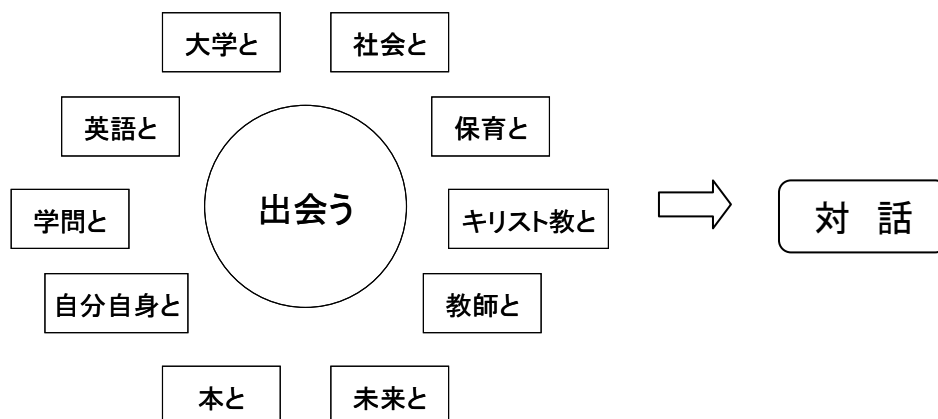 大学と
社会と
英語と
保育と
出会う
学問と
キリスト教と
対 話
自分自身と
教師と
本と
未来と